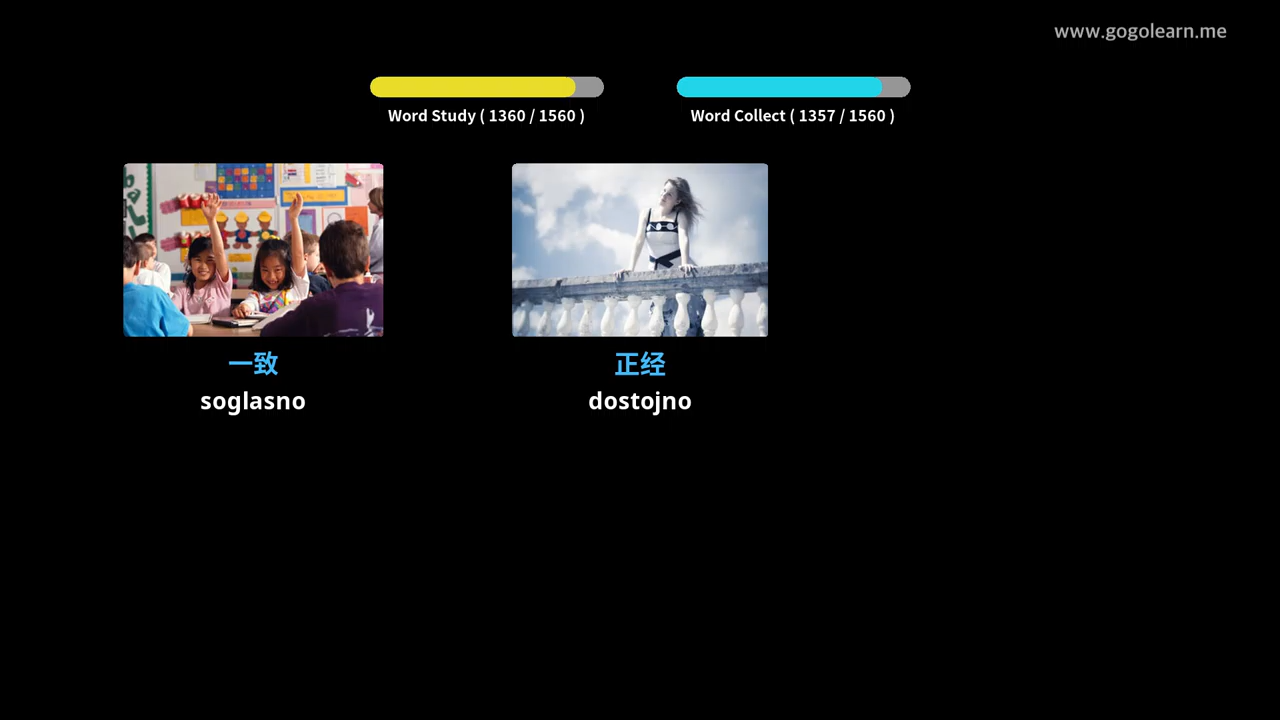 www.gogolearn.me
Word Study ( 1360 / 1560 )
Word Collect ( 1357 / 1560 )
一致
soglasno
正经
dostojno